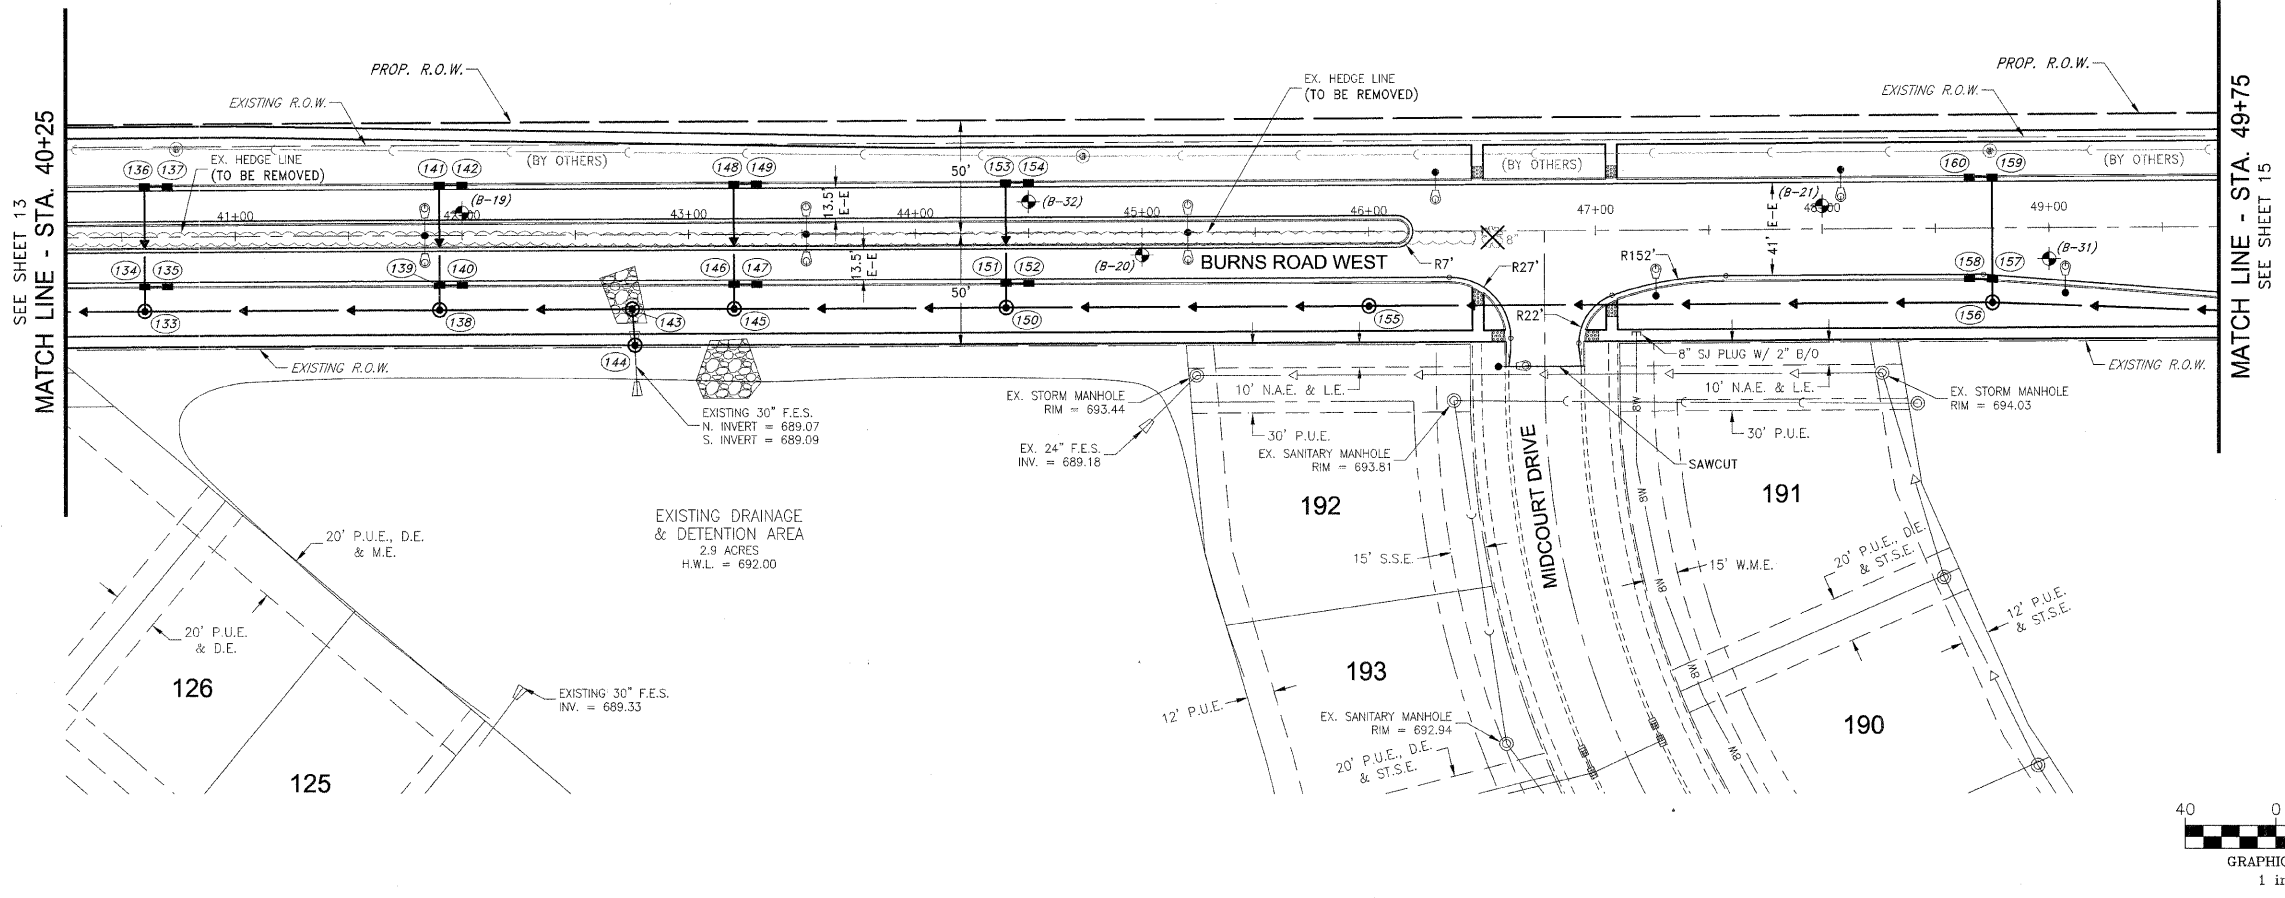 PROP. R.O.W.
EXISTING R.O.W.
EX. HEDGE LINE
(TO BE REMOVED)
PROP. R.O.W.
EXISTING R.O.W.
SEE SHEET 13
MATCH LINE - STA. 40+25
MATCH LINE - STA. 49+75
SEE SHEET 15
136
137
EX. HEDGE LINE
(TO BE REMOVED)
141
142
(BY OTHERS)
148
149
50'
153
154
(BY OTHERS)
160
159
(BY OTHERS)
(B-19)
13.5'
E-E
(B-32)
(B-21)
41+00
43+00
44+00
45+00
46+00
47+00
49+00
8"
41' E-E
(B-31)
134
135
139
140
146
147
13.5'
E-E
151
152
(B-20)
BURNS ROAD WEST
R7'
R27'
R152'
158
157
50'
133
138
143
145
150
155
R22'
156
144
EXISTING R.O.W.
8" SJ PLUG W/ 2" B/O
EXISTING R.O.W.
EX. STORM MANHOLE
RIM = 693.44
10' N.A.E. & L.E.
10' N.A.E. & L.E.
EX. STORM MANHOLE
RIM = 694.03
EXISTING 30" F.E.S.
N. INVERT = 689.07
S. INVERT = 689.09
30' P.U.E.
30' P.U.E.
EX. 24" F.E.S.
INV. = 689.18
EX. SANITARY MANHOLE
RIM = 693.81
SAWCUT
8W
MIDCOURT DRIVE
192
191
8W
EXISTING DRAINAGE
& DETENTION AREA
2.9 ACRES
H.W.L. = 692.00
20' P.U.E., D.E.
& M.E.
15' S.S.E.
15' W.M.E.
8W
20' P.U.E., D.E.
& ST.S.E.
12' P.U.E.
& ST.S.E.
20' P.U.E.
& D.E.
126
193
8W
EXISTING 30" F.E.S.
INV. = 689.33
12' P.U.E.
EX. SANITARY MANHOLE
RIM = 692.94
190
8W
20' P.U.E., D.E.
& ST.S.E.
125
40
0
GRAPHIC
1 in